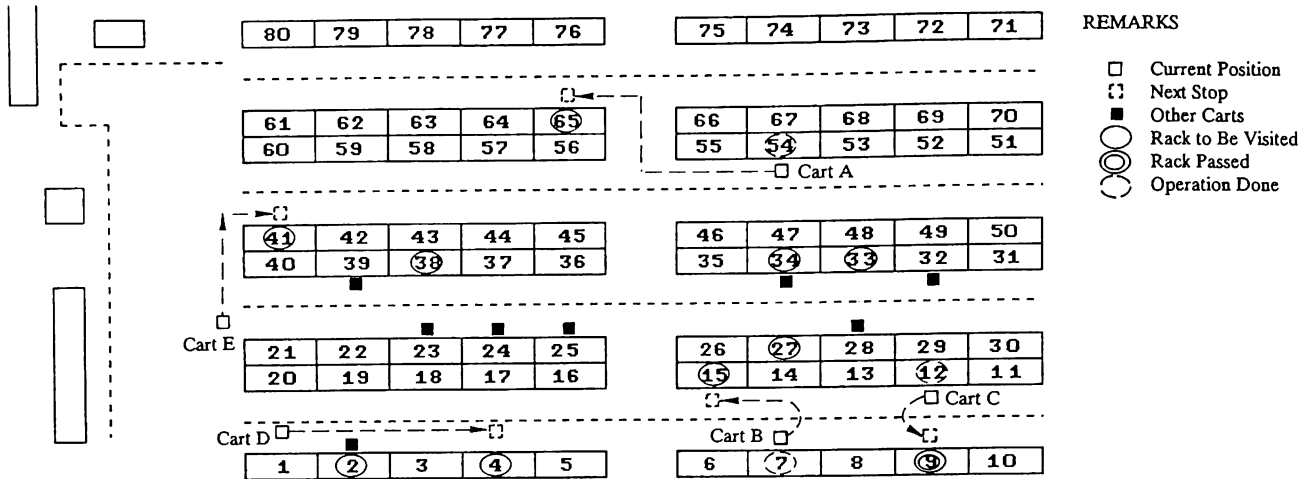 80 79 78 77 76 75 74 73 72 71
REMARKS
Current Position
Next Stop
Other Carts
Rack to Be Visited
Rack Passed
Operation Done
61 62 63 64 65 66 67 68 69 70
60 59 58 57 56 55 54 53 52 51
Cart A
41 42 43 44 45 46 47 48 49 50
40 39 38 37 36 35 34 33 32 31
Cart E
21 22 23 24 25 26 27 28 29 30
20 19 18 17 16 15 14 13 12 11
Cart C
Cart D
Cart B
1 2 3 4 5 6 7 8 9 10